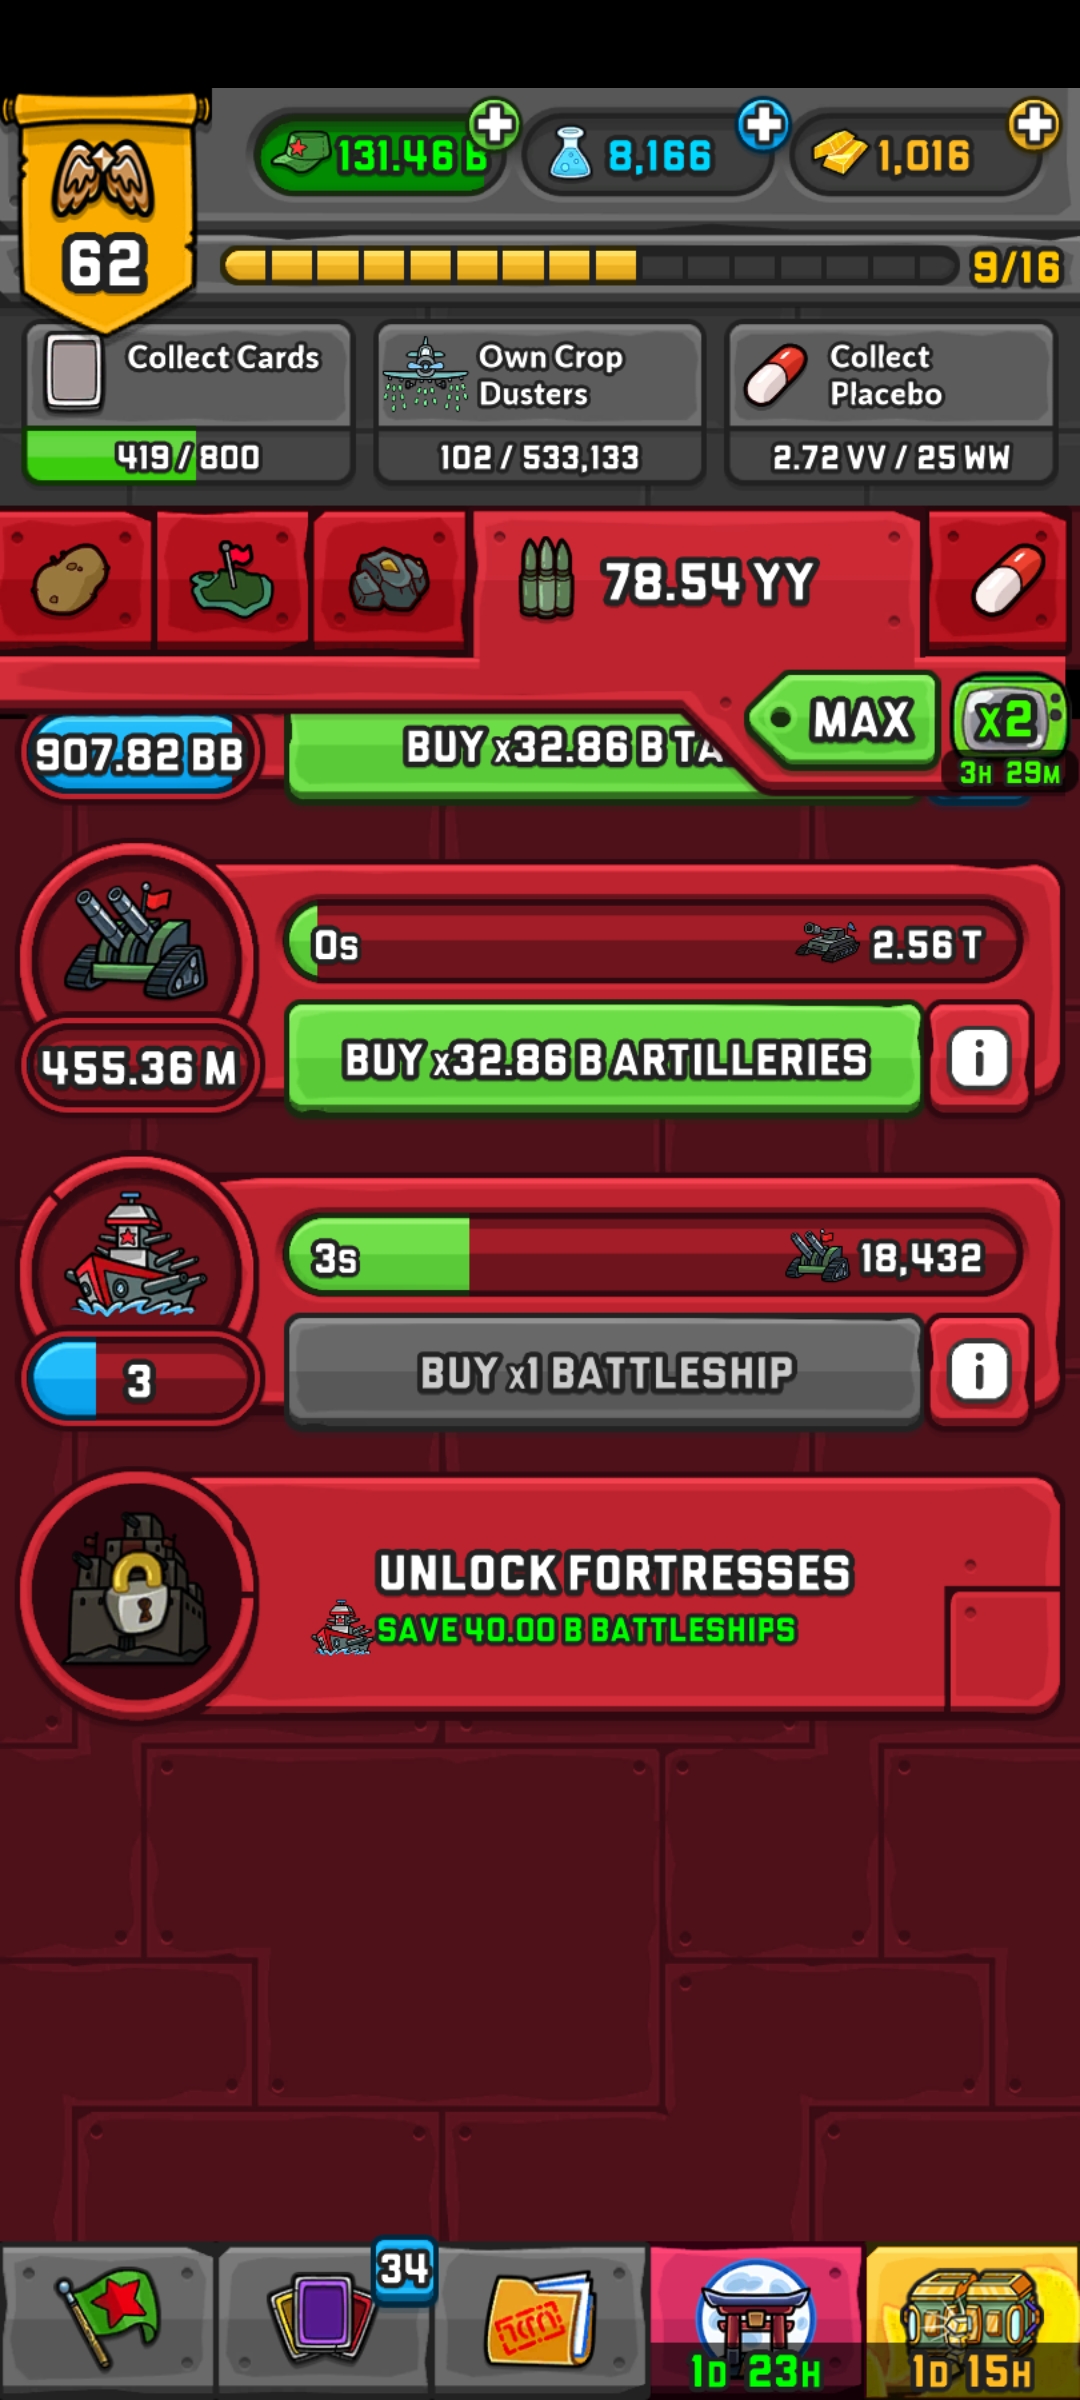 131.46 B
8,166
1,016
62
9/16
Collect Cards
419 / 800
Own Crop
Dusters
102 / 533,133
Collect
Placebo
2.72 VV / 25 WW
78.54 YY
MAX
x2
3H 29M
907.82 BB
BUY x32.86 B TA
0s
2.56 T
455.36 M
BUY x32.86 B ARTILLERIES
i
3s
18,432
3
BUY x1 BATTLESHIP
i
UNLOCK FORTRESSES
SAVE 40.00 B BATTLESHIPS
34
1D 23H
1D 15H